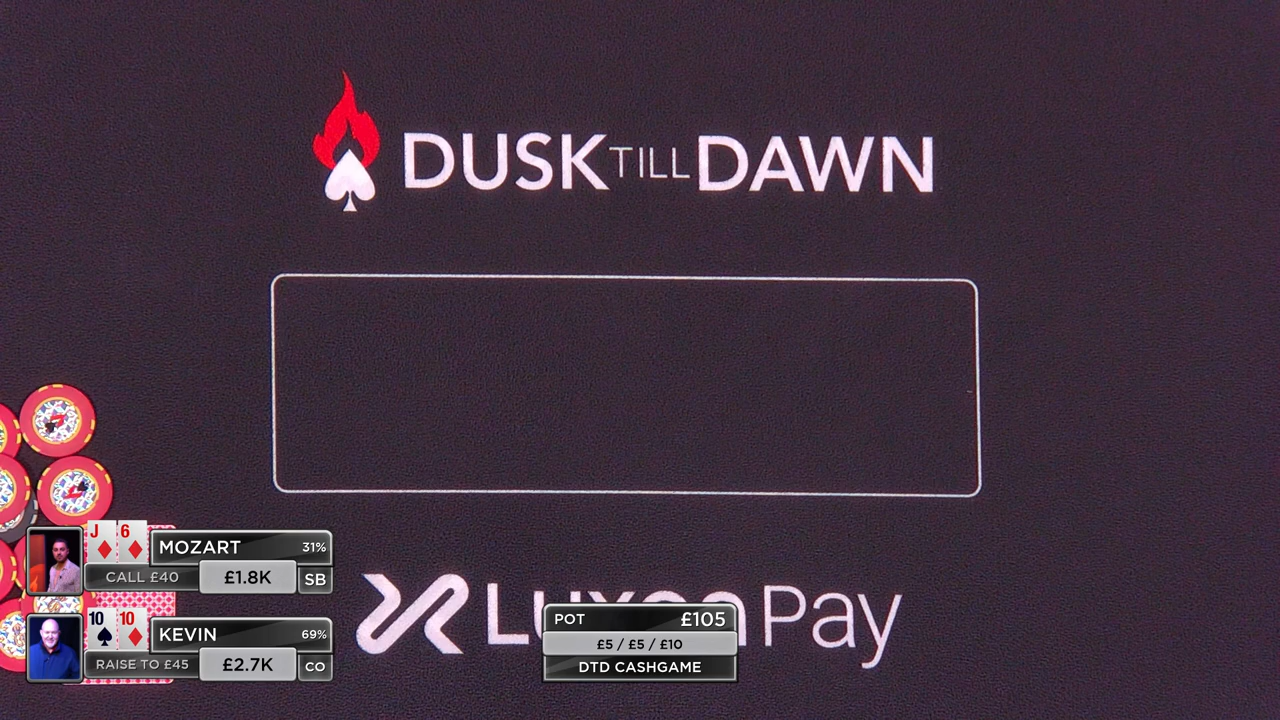 DUSK TILL DAWN
J 6
MOZART 31%
CALL £40 £1.8K SB
10 10
KEVIN 69%
RAISE TO £45 £2.7K CO
Pay
POT £105
£5 / £5 / £10
DTD CASHGAME